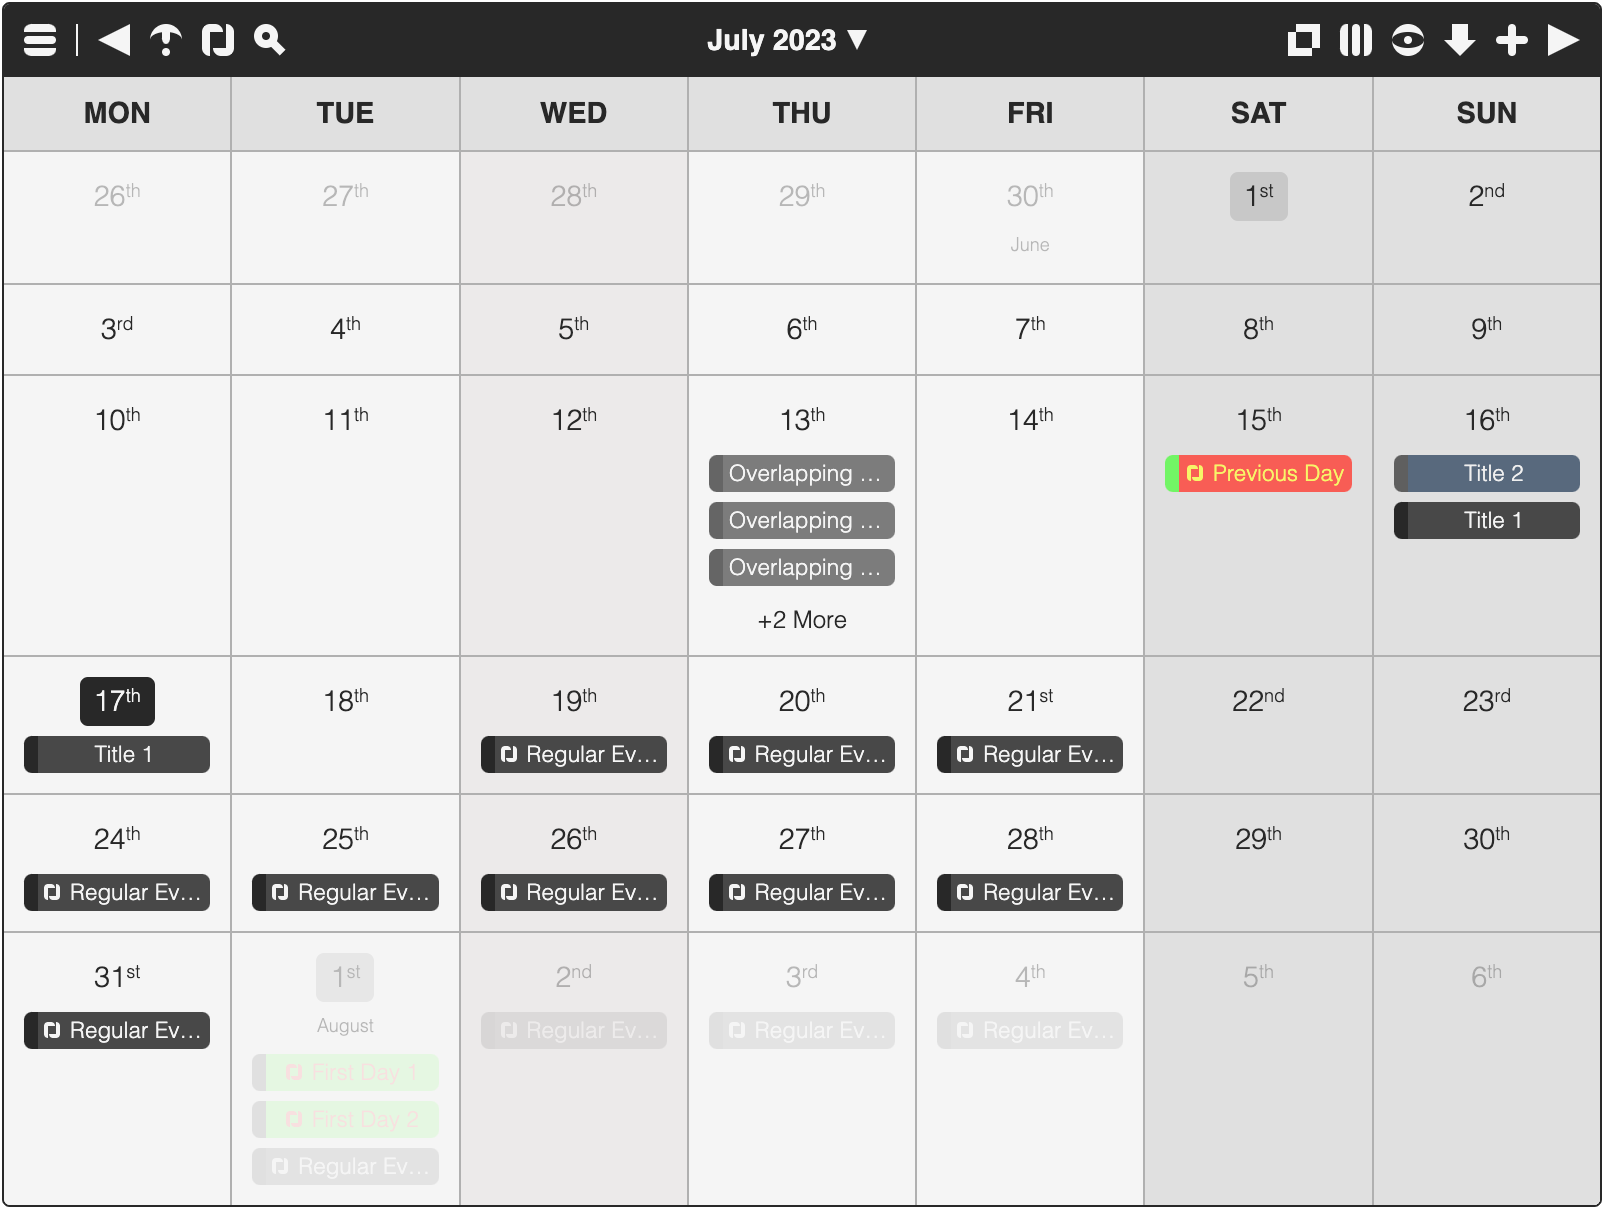 July 2023 ▼
MON TUE WED THU FRI SAT SUN
26th 27th 28th 29th 30th 1st 2nd
June
3rd 4th 5th 6th 7th 8th 9th
10th 11th 12th 13th 14th 15th 16th
Overlapping ... Previous Day Title 2
Overlapping ... Title 1
Overlapping ...
+2 More
17th 18th 19th 20th 21st 22nd 23rd
Title 1 Regular Ev... Regular Ev... Regular Ev...
24th 25th 26th 27th 28th 29th 30th
Regular Ev... Regular Ev... Regular Ev... Regular Ev... Regular Ev...
31st 1st 2nd 3rd 4th 5th 6th
Regular Ev... August Regular Ev... Regular Ev... Regular Ev...
First Day 1
First Day 2
Regular Ev...